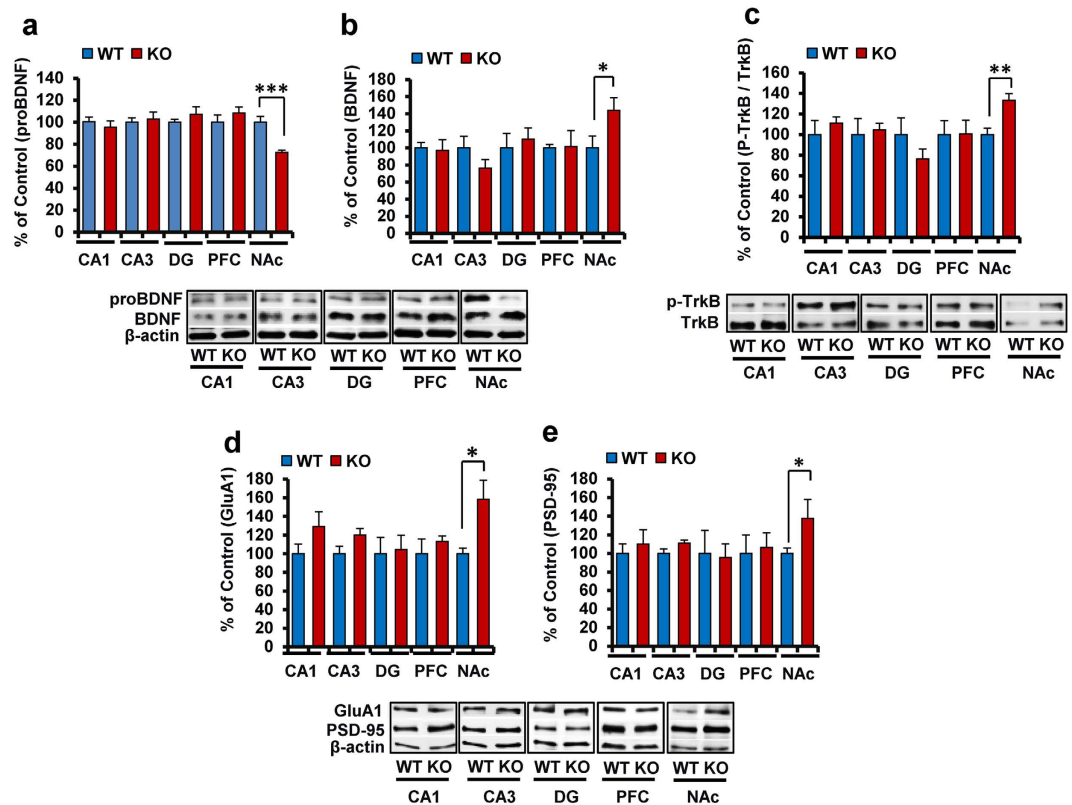 a
WT KO
% of Control (proBDNF)
140
120
100
80
60
40
20
0
***
CA1 CA3 DG PFC NAc
b
WT KO
% of Control (BDNF)
180
160
140
120
100
80
60
40
20
0
*
CA1 CA3 DG PFC NAc
proBDNF
BDNF
β-actin
WT KO WT KO WT KO WT KO WT KO
CA1 CA3 DG PFC NAc
c
WT KO
% of Control (P-TrkB / TrkB)
160
140
120
100
80
60
40
20
0
**
CA1 CA3 DG PFC NAc
p-TrkB
TrkB
WT KO WT KO WT KO WT KO WT KO
CA1 CA3 DG PFC NAc
d
WT KO
% of Control (GluA1)
180
160
140
120
100
80
60
40
20
0
*
CA1 CA3 DG PFC NAc
e
WT KO
% of Control (PSD-95)
180
160
140
120
100
80
60
40
20
0
*
CA1 CA3 DG PFC NAc
GluA1
PSD-95
β-actin
WT KO WT KO WT KO WT KO WT KO
CA1 CA3 DG PFC NAc